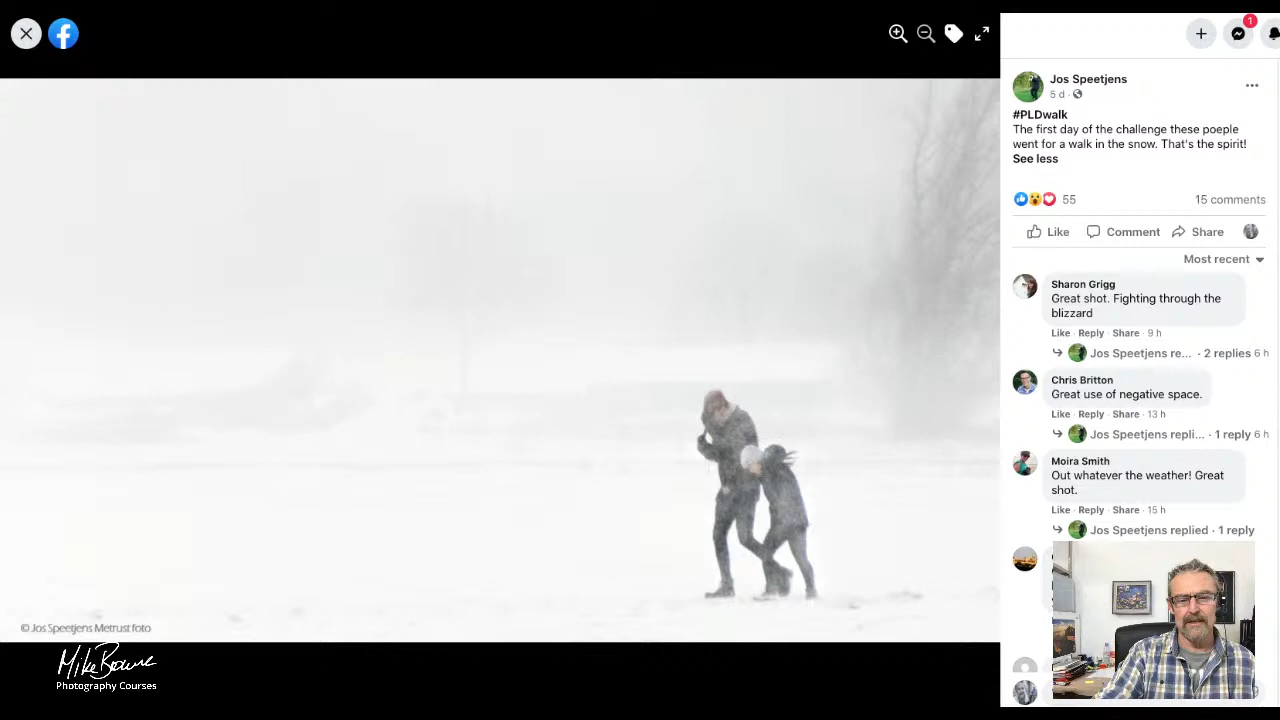 1
Jos Speetjens
5 d ·
#PLDwalk
The first day of the challenge these poeple
went for a walk in the snow. That's the spirit!
See less
55
15 comments
Like
Comment
Share
Most recent
Sharon Grigg
Great shot. Fighting through the
blizzard
Like · Reply · Share · 9 h
Jos Speetjens re... · 2 replies 6 h
Chris Britton
Great use of negative space.
Like · Reply · Share · 13 h
Jos Speetjens repli... · 1 reply 6 h
Moira Smith
Out whatever the weather! Great
shot.
Like · Reply · Share · 15 h
Jos Speetjens replied · 1 reply
© Jos Speetjens Metrust foto
Mike Browne
Photography Courses